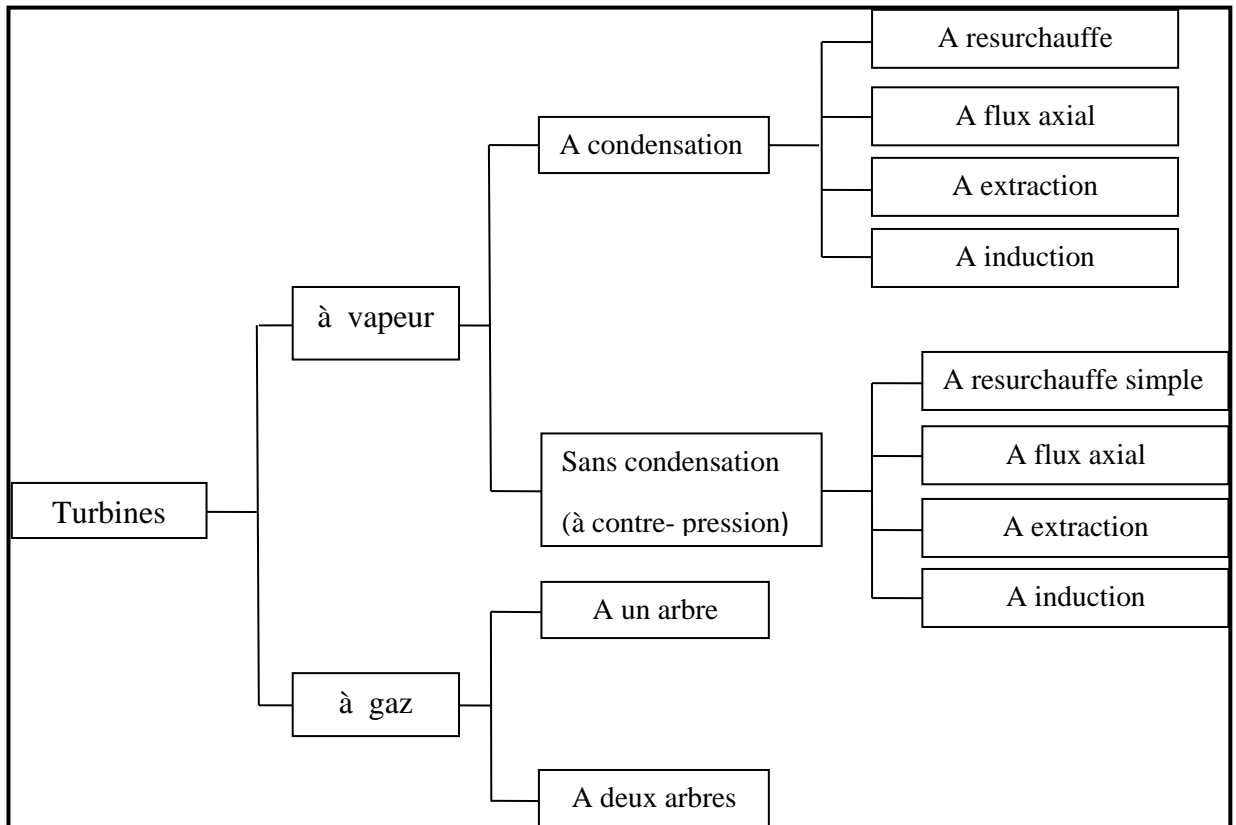 Turbines
à vapeur
A condensation
A resurchauffe
A flux axial
A extraction
A induction
Sans condensation
(à contre- pression)
A resurchauffe simple
A flux axial
A extraction
A induction
à gaz
A un arbre
A deux arbres